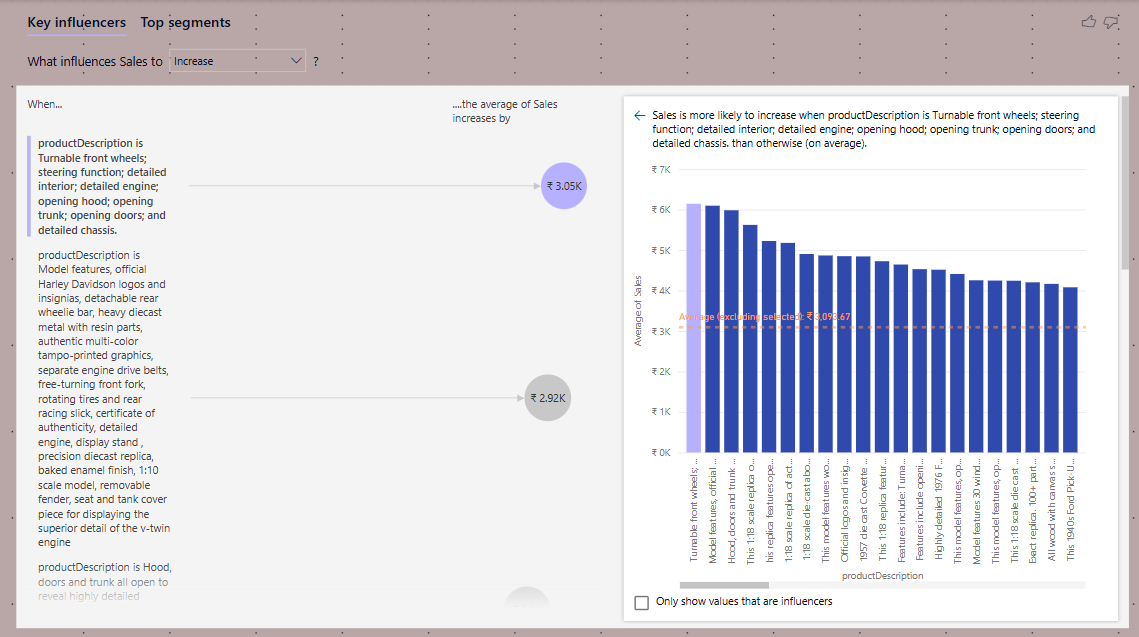 Key influencers Top segments
What influences Sales to Increase ?
When...
....the average of Sales
increases by
productDescription is
Turnable front wheels;
steering function; detailed
interior; detailed engine;
opening hood; opening
trunk; opening doors; and
detailed chassis.
₹ 3.05K
productDescription is
Model features, official
Harley Davidson logos and
insignias, detachable rear
wheelie bar, heavy diecast
metal with resin parts,
authentic multi-color
tampo-printed graphics,
separate engine drive belts,
free-turning front fork,
rotating tires and rear
racing slick, certificate of
authenticity, detailed
engine, display stand ,
precision diecast replica,
baked enamel finish, 1:10
scale model, removable
fender, seat and tank cover
piece for displaying the
superior detail of the v-twin
engine
₹ 2.92K
productDescription is Hood,
doors and trunk all open to
reveal highly detailed
Sales is more likely to increase when productDescription is Turnable front wheels; steering
function; detailed interior; detailed engine; opening hood; opening trunk; opening doors; and
detailed chassis. than otherwise (on average).
₹ 7K
₹ 6K
₹ 5K
₹ 4K
₹ 3K
₹ 2K
₹ 1K
₹ 0K
Average of Sales
Average (excluding selected): ₹ 3,093.67
Turnable front wheels; ...
Model features, official ...
Hood, doors and trunk ...
This 1:18 scale replica o...
his replica features ope...
1:18 scale replica of act...
1:18 scale die-cast abo...
This model features wo...
Official logos and insig...
1957 die cast Corvette ...
This 1:18 replica featur...
Features include: Turna...
Features include openi...
Highly detailed 1976 F...
This model features, op...
Model features 30 wind...
This model features, op...
This 1:18 scale die cast ...
Exact replica. 100+ part...
All wood with canvas s...
This 1940s Ford Pick-U...
productDescription
Only show values that are influencers